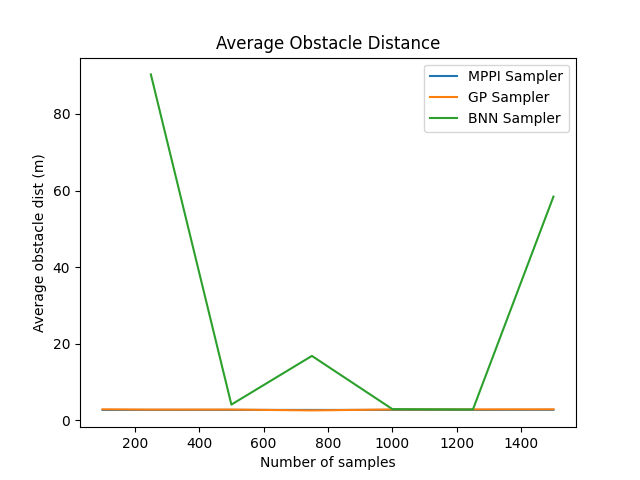 Average Obstacle Distance
MPPI Sampler
GP Sampler
BNN Sampler
Average obstacle dist (m)
80
60
40
20
0
200 400 600 800 1000 1200 1400
Number of samples